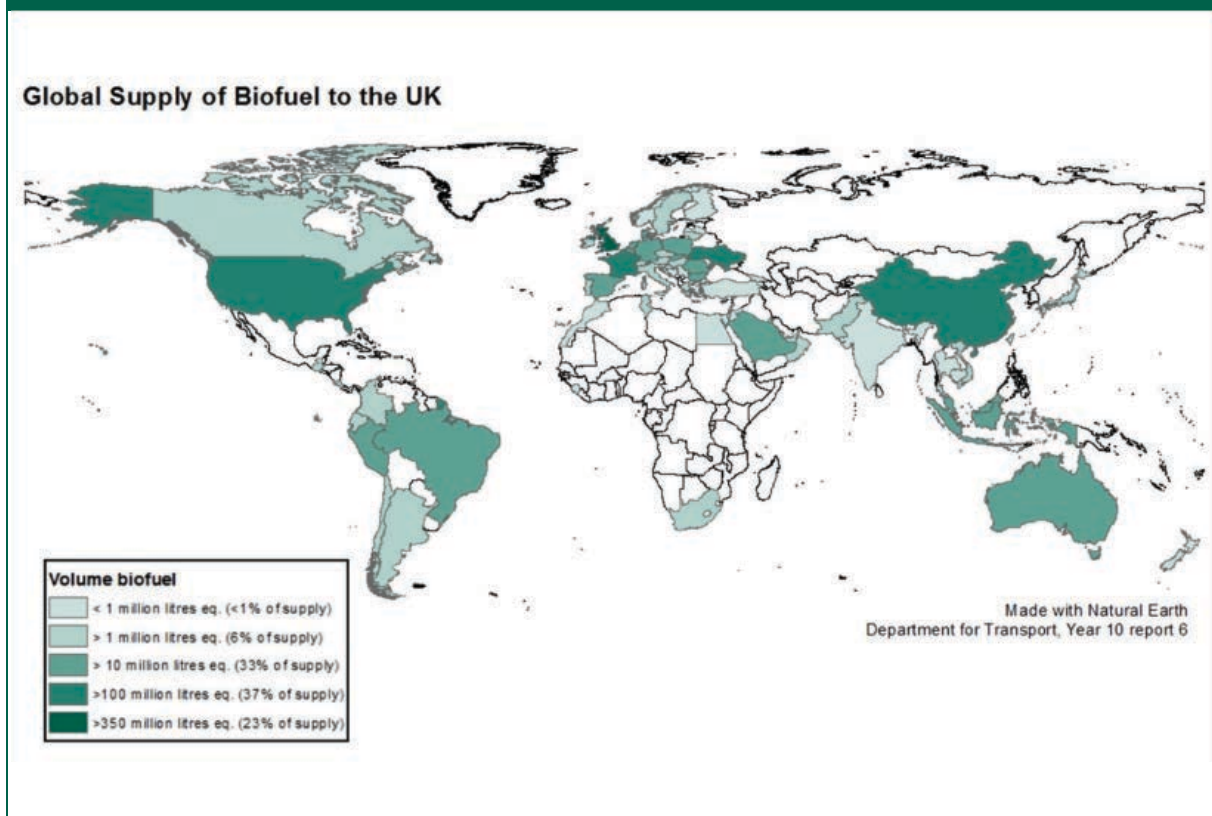 Global Supply of Biofuel to the UK
Volume biofuel
< 1 million litres eq. (<1% of supply)
> 1 million litres eq. (6% of supply)
> 10 million litres eq. (33% of supply)
>100 million litres eq. (37% of supply)
>350 million litres eq. (23% of supply)
Made with Natural Earth
Department for Transport, Year 10 report 6